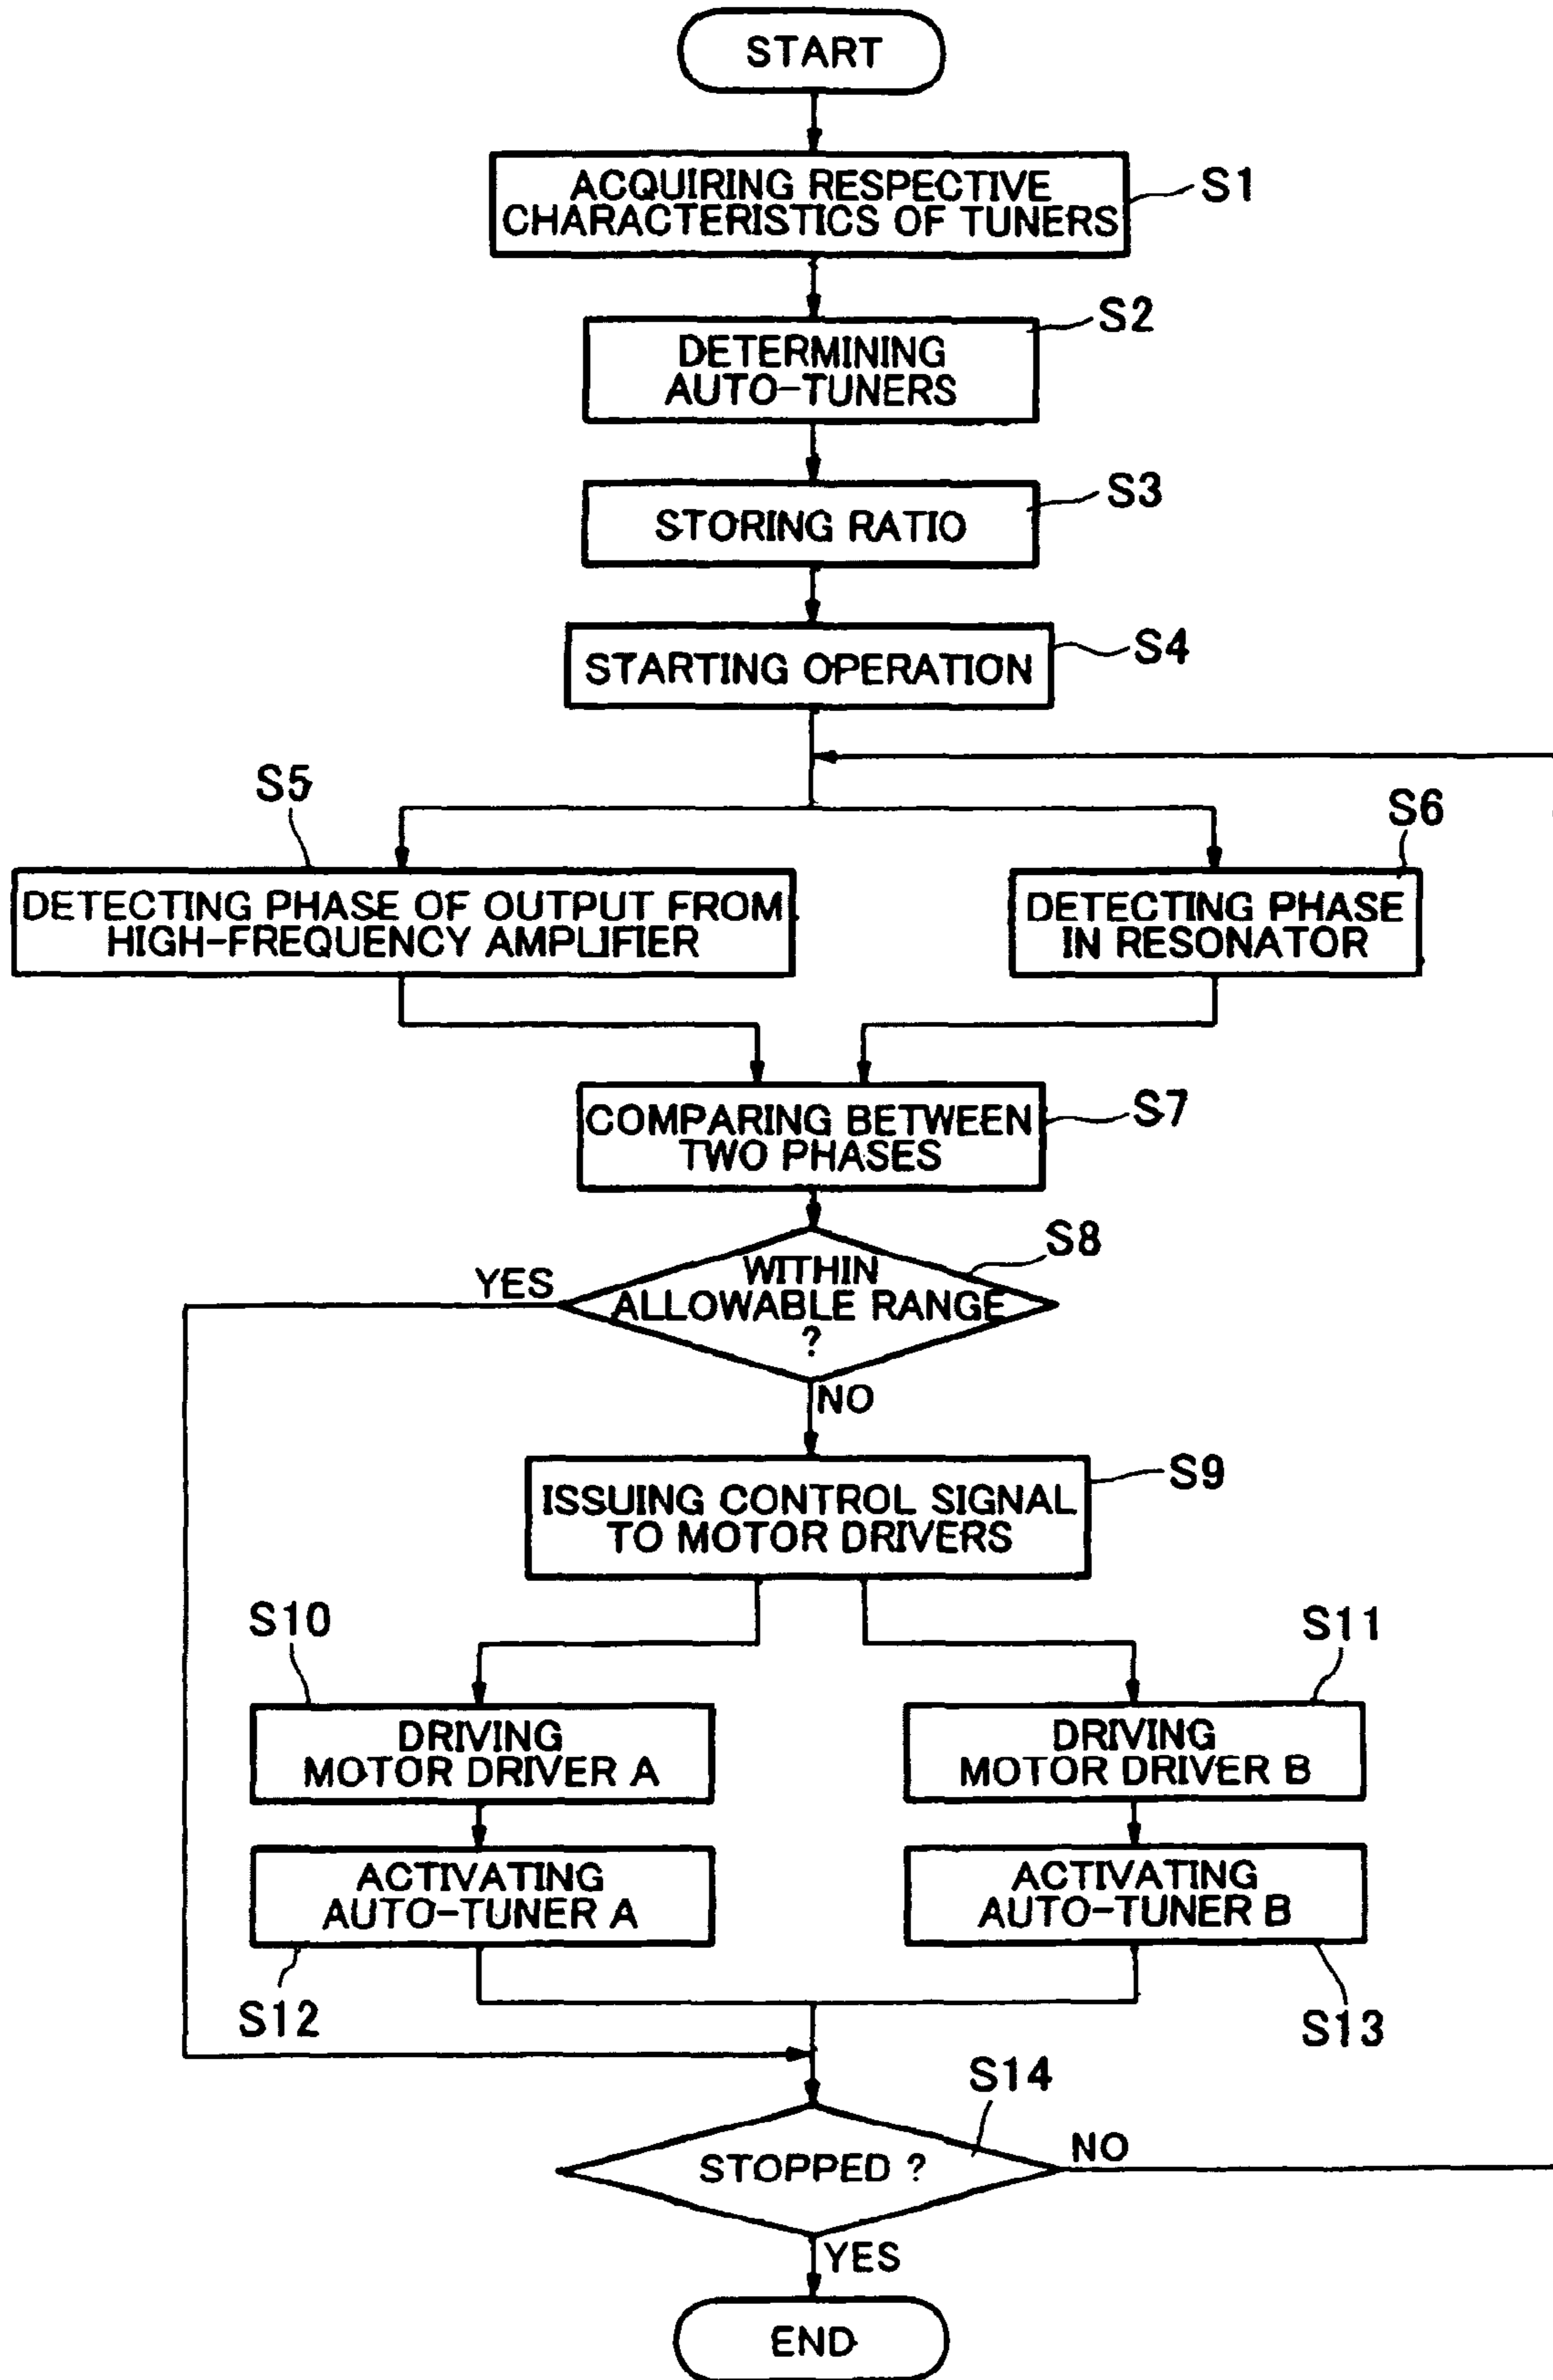 START
ACQUIRING RESPECTIVE
CHARACTERISTICS OF TUNERS
S1
S2
DETERMINING
AUTO-TUNERS
S3
STORING RATIO
S4
STARTING OPERATION
S5
S6
DETECTING PHASE OF OUTPUT FROM
HIGH-FREQUENCY AMPLIFIER
DETECTING PHASE
IN RESONATOR
COMPARING BETWEEN
TWO PHASES
S7
S8
YES
WITHIN
ALLOWABLE RANGE
?
NO
S9
ISSUING CONTROL SIGNAL
TO MOTOR DRIVERS
S10
S11
DRIVING
MOTOR DRIVER A
DRIVING
MOTOR DRIVER B
ACTIVATING
AUTO-TUNER A
ACTIVATING
AUTO-TUNER B
S12
S13
S14
STOPPED ?
NO
YES
END